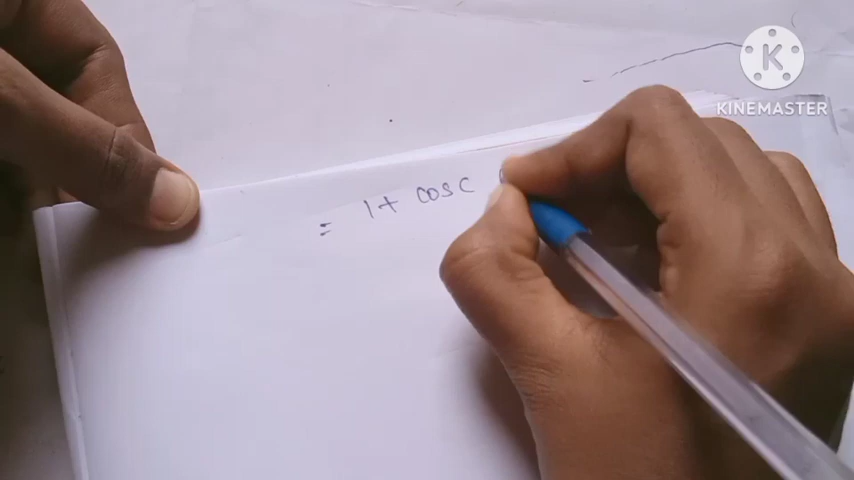 KINEMASTER
= 1 + cosc